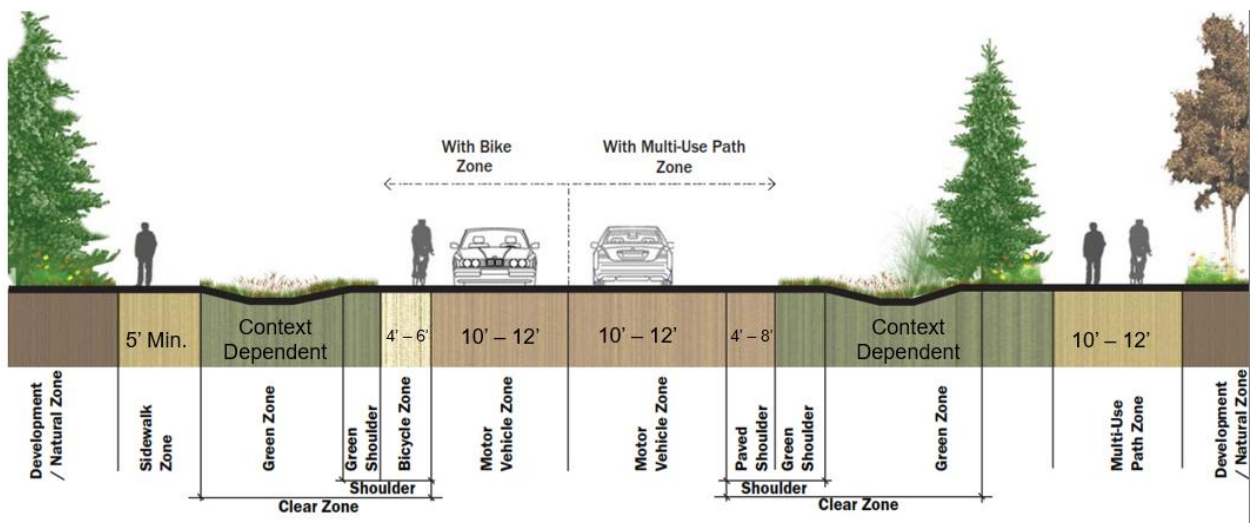 With Bike
Zone
With Multi-Use Path
Zone
5’ Min.
Context
Dependent
4’ – 6’
10’ – 12’
10’ – 12’
4’ – 8’
Context
Dependent
10’ – 12’
Development
/ Natural Zone
Sidewalk
Zone
Green Zone
Green
Shoulder
Bicycle Zone
Motor
Vehicle Zone
Motor
Vehicle Zone
Paved
Shoulder
Green
Shoulder
Green Zone
Multi-Use
Path Zone
Development
/ Natural Zone
Shoulder
Clear Zone
Shoulder
Clear Zone